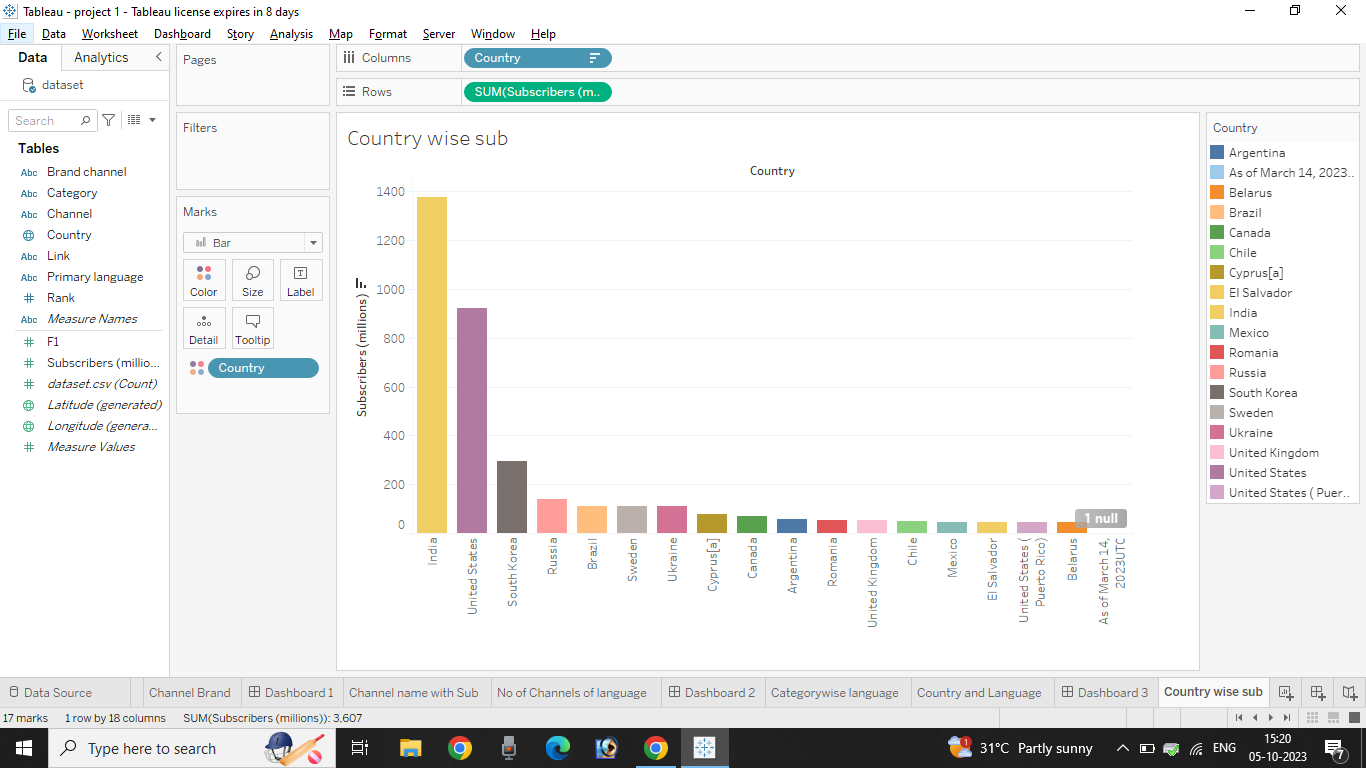 Tableau - project 1 - Tableau license expires in 8 days
File Data Worksheet Dashboard Story Analysis Map Format Server Window Help
Data Analytics
dataset
Search
Tables
Abc Brand channel
Abc Category
Abc Channel
Country
Abc Link
Abc Primary language
# Rank
Abc Measure Names
# F1
# Subscribers (millio...
# dataset.csv (Count)
Latitude (generated)
Longitude (genera...
# Measure Values
Pages
Filters
Marks
Bar
Color Size Label
T
Detail Tooltip
Country
Columns Country
Rows SUM(Subscribers (m..
Country wise sub
Country
Subscribers (millions)
1400
1200
1000
800
600
400
200
0
1 null
India
United States
South Korea
Russia
Brazil
Sweden
Ukraine
Cyprus[a]
Canada
Argentina
Romania
United Kingdom
Chile
Mexico
El Salvador
United States (
Puerto Rico)
Belarus
As of March 14,
2023UTC
Country
Argentina
As of March 14, 2023..
Belarus
Brazil
Canada
Chile
Cyprus[a]
El Salvador
India
Mexico
Romania
Russia
South Korea
Sweden
Ukraine
United Kingdom
United States
United States ( Puer..
Data Source Channel Brand Dashboard 1 Channel name with Sub No of Channels of language Dashboard 2 Categorywise language Country and Language Dashboard 3 Country wise sub
17 marks 1 row by 18 columns SUM(Subscribers (millions)): 3,607
Type here to search
1
31°C Partly sunny
ENG
15:20
05-10-2023
7